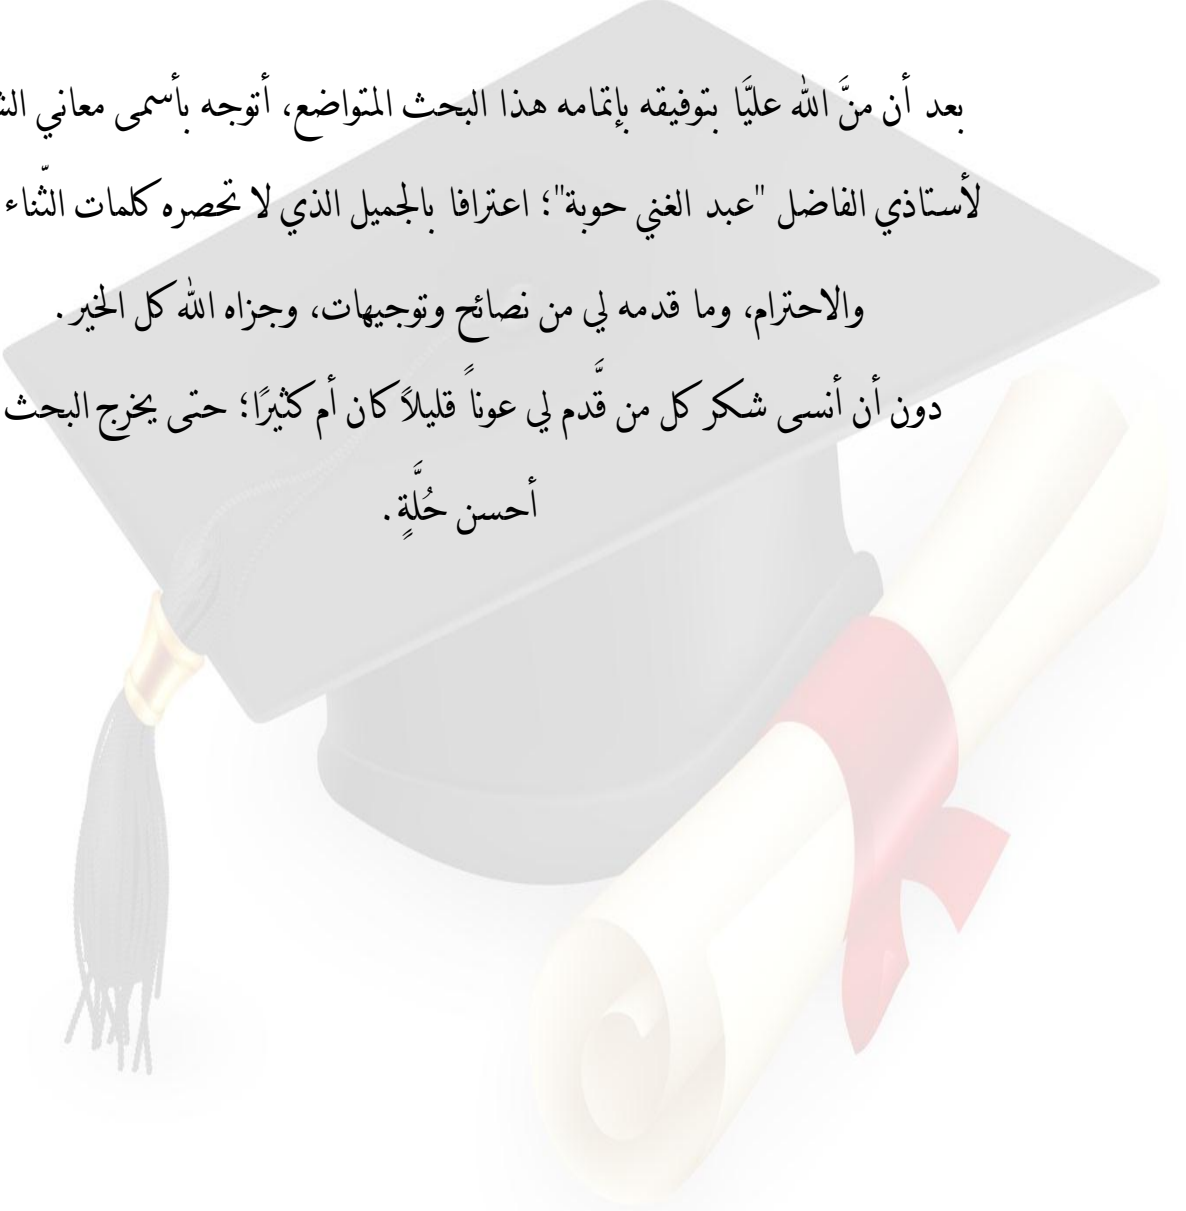 بعد أن منَّ الله عليَّا بتوفيقه بإتمامه هذا البحث المتواضع، أتوجه بأسمى معاني
لأستاذي الفاضل "عبد الغني حوبة"؛ اعترافا بالجميل الذي لا تحصره كلمات الثّناء
والاحترام، وما قدمه لي من نصائح وتوجيهات، وجزاه الله كل الخير.
دون أن أنسى شكر كل من قَّدم لي عوناً قليلاً كان أم كثيرًا؛ حتى يخرج البحث
أحسن حُلَّةٍ.